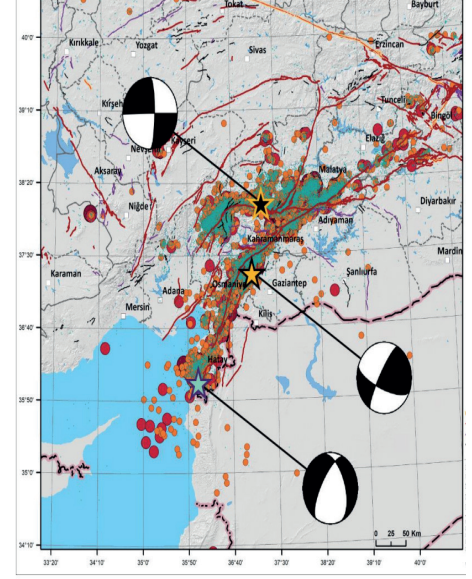 Tokat
Bayburt
40°0'
Kırıkkale
Yozgat
Sivas
Erzincan
39°10'
Kırşeh
Tunceli
Bingöl
Kayseri
Elazığ
Nevşehir
38°20'
Aksaray
Malatya
Niğde
Adıyaman
Diyarbakır
Kahramanmaraş
37°30'
Mardin
Karaman
Adana
Osmaniye
Gaziantep
Şanlıurfa
Mersin
Kilis
36°40'
Hatay
35°50'
35°0'
0 25 50 Km
34°10'
33°20' 34°10' 35°0' 35°50' 36°40' 37°30' 38°20' 39°10' 40°0' 40°50'